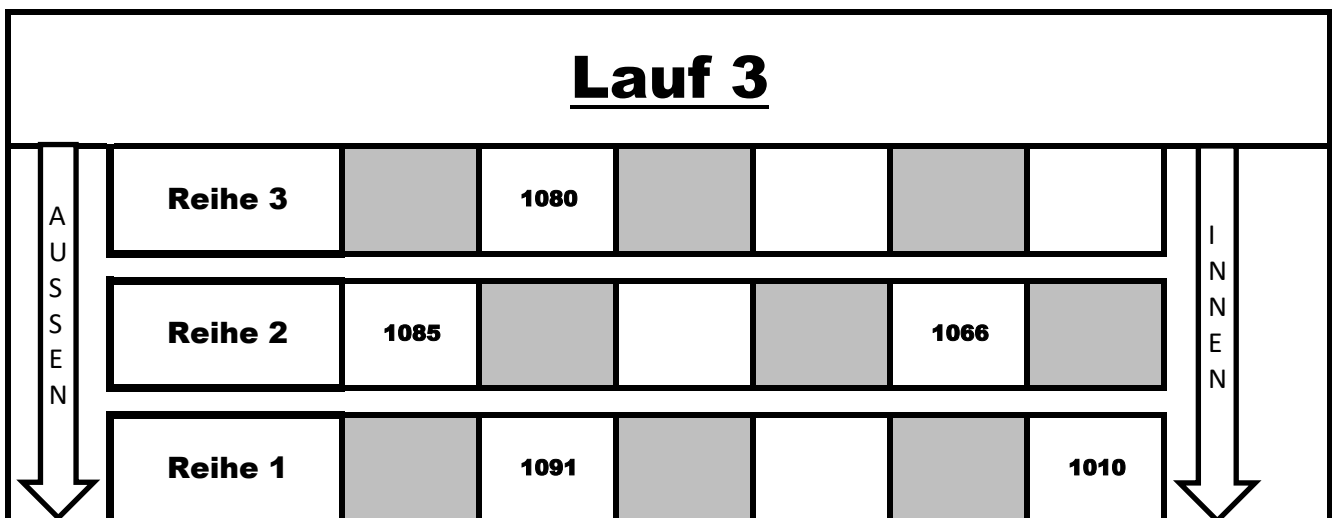 Lauf 3
AUSSEN
Reihe 3 1080
Reihe 2 1085 1066
Reihe 1 1091 1010
INNEN